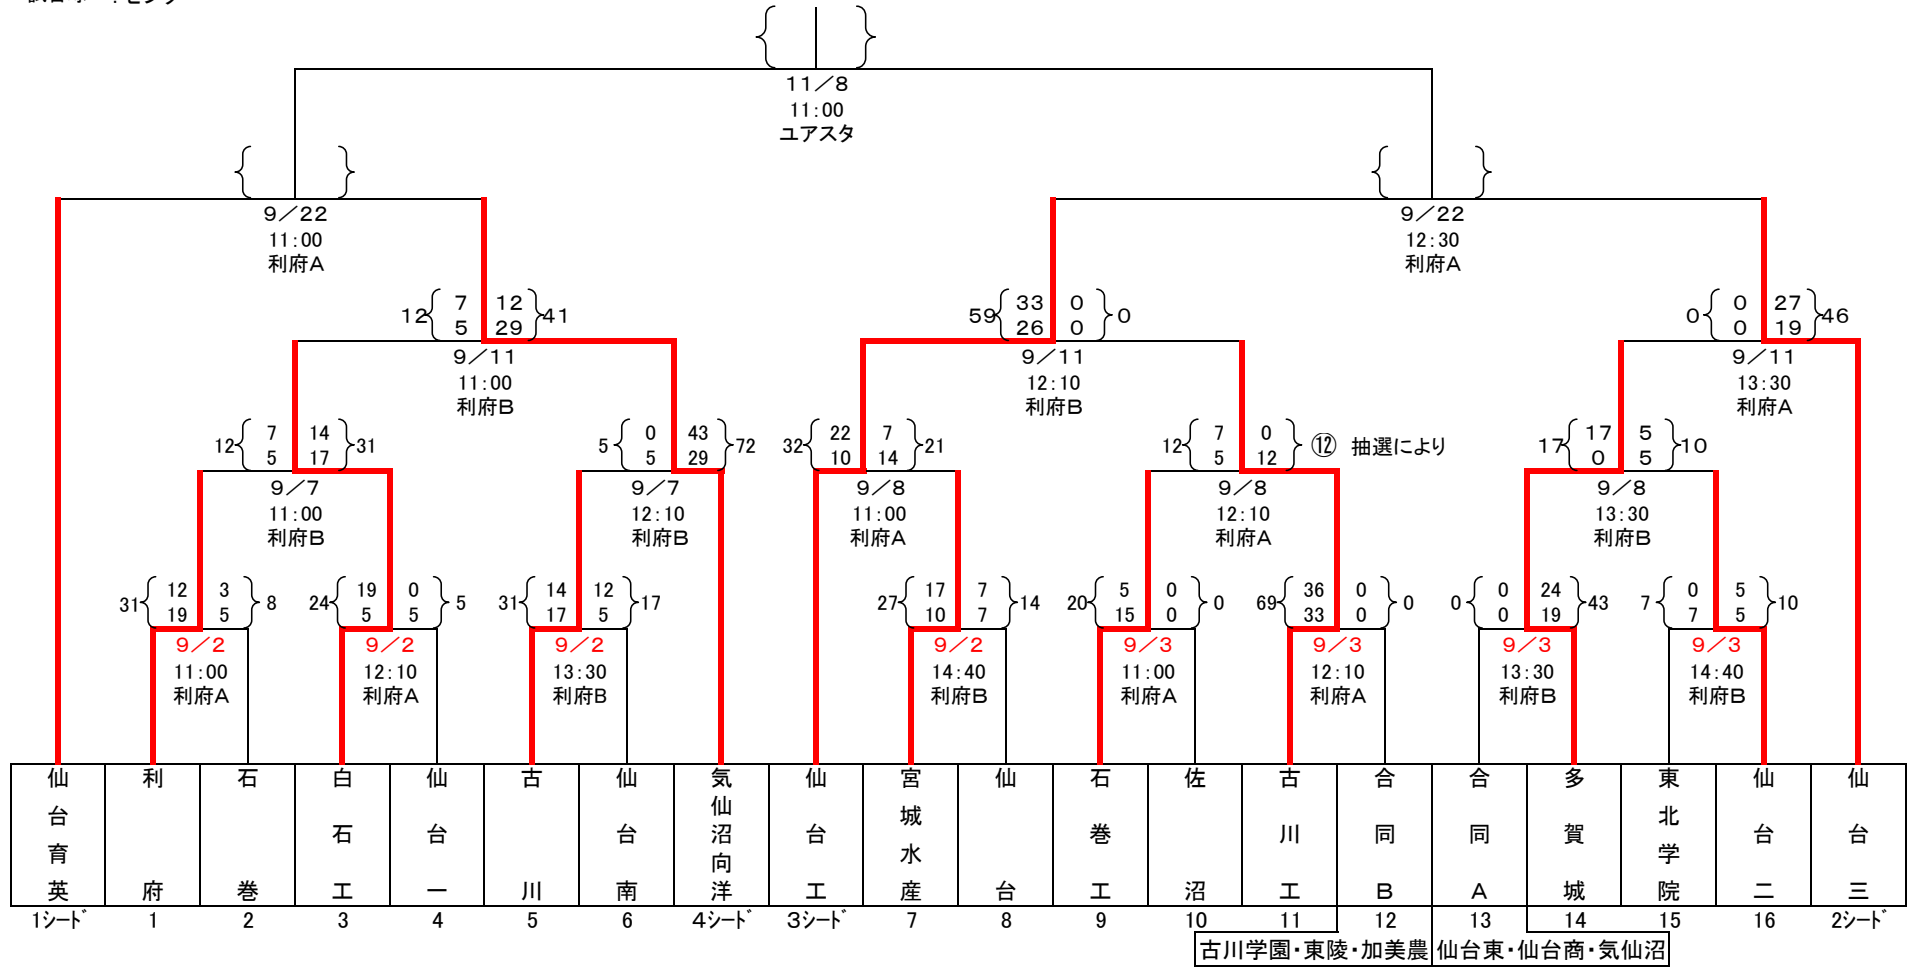 11／8
11:00
ユアスタ
9／22
11:00
利府A
9／22
12:30
利府A
12 7 12 41
5 29
9／11
11:00
利府B
59 33 0 0
26 0
9／11
12:10
利府B
0 0 27 46
0 19
9／11
13:30
利府A
12 7 14 31
5 17
9／7
11:00
利府B
5 0 43 72
5 29
9／7
12:10
利府B
32 22 7 21
10 14
9／8
11:00
利府A
12 7 0 ⑫ 抽選により
5 12
9／8
12:10
利府A
17 17 5 10
0 5
9／8
13:30
利府B
31 12 3 8
19 5
9／2
11:00
利府A
24 19 0 5
5 5
9／2
12:10
利府A
31 14 12 17
17 5
9／2
13:30
利府B
27 17 7 14
10 7
9／2
14:40
利府B
20 5 0 0
15 0
9／3
11:00
利府A
69 36 0 0
33 0
9／3
12:10
利府A
0 0 24 43
0 19
9／3
13:30
利府B
7 0 5 10
7 5
9／3
14:40
利府B
仙台育英
利府
石巻
白石工
仙台一
古川
仙台南
気仙沼向洋
仙台工
宮城水産
仙台
石巻工
佐沼
古川工
合同B
合同A
多賀城
東北学院
仙台二
仙台三
1シード 1 2 3 4 5 6 4シード 3シード 7 8 9 10 11 12 13 14 15 16 2シード
古川学園・東陵・加美農 仙台東・仙台商・気仙沼